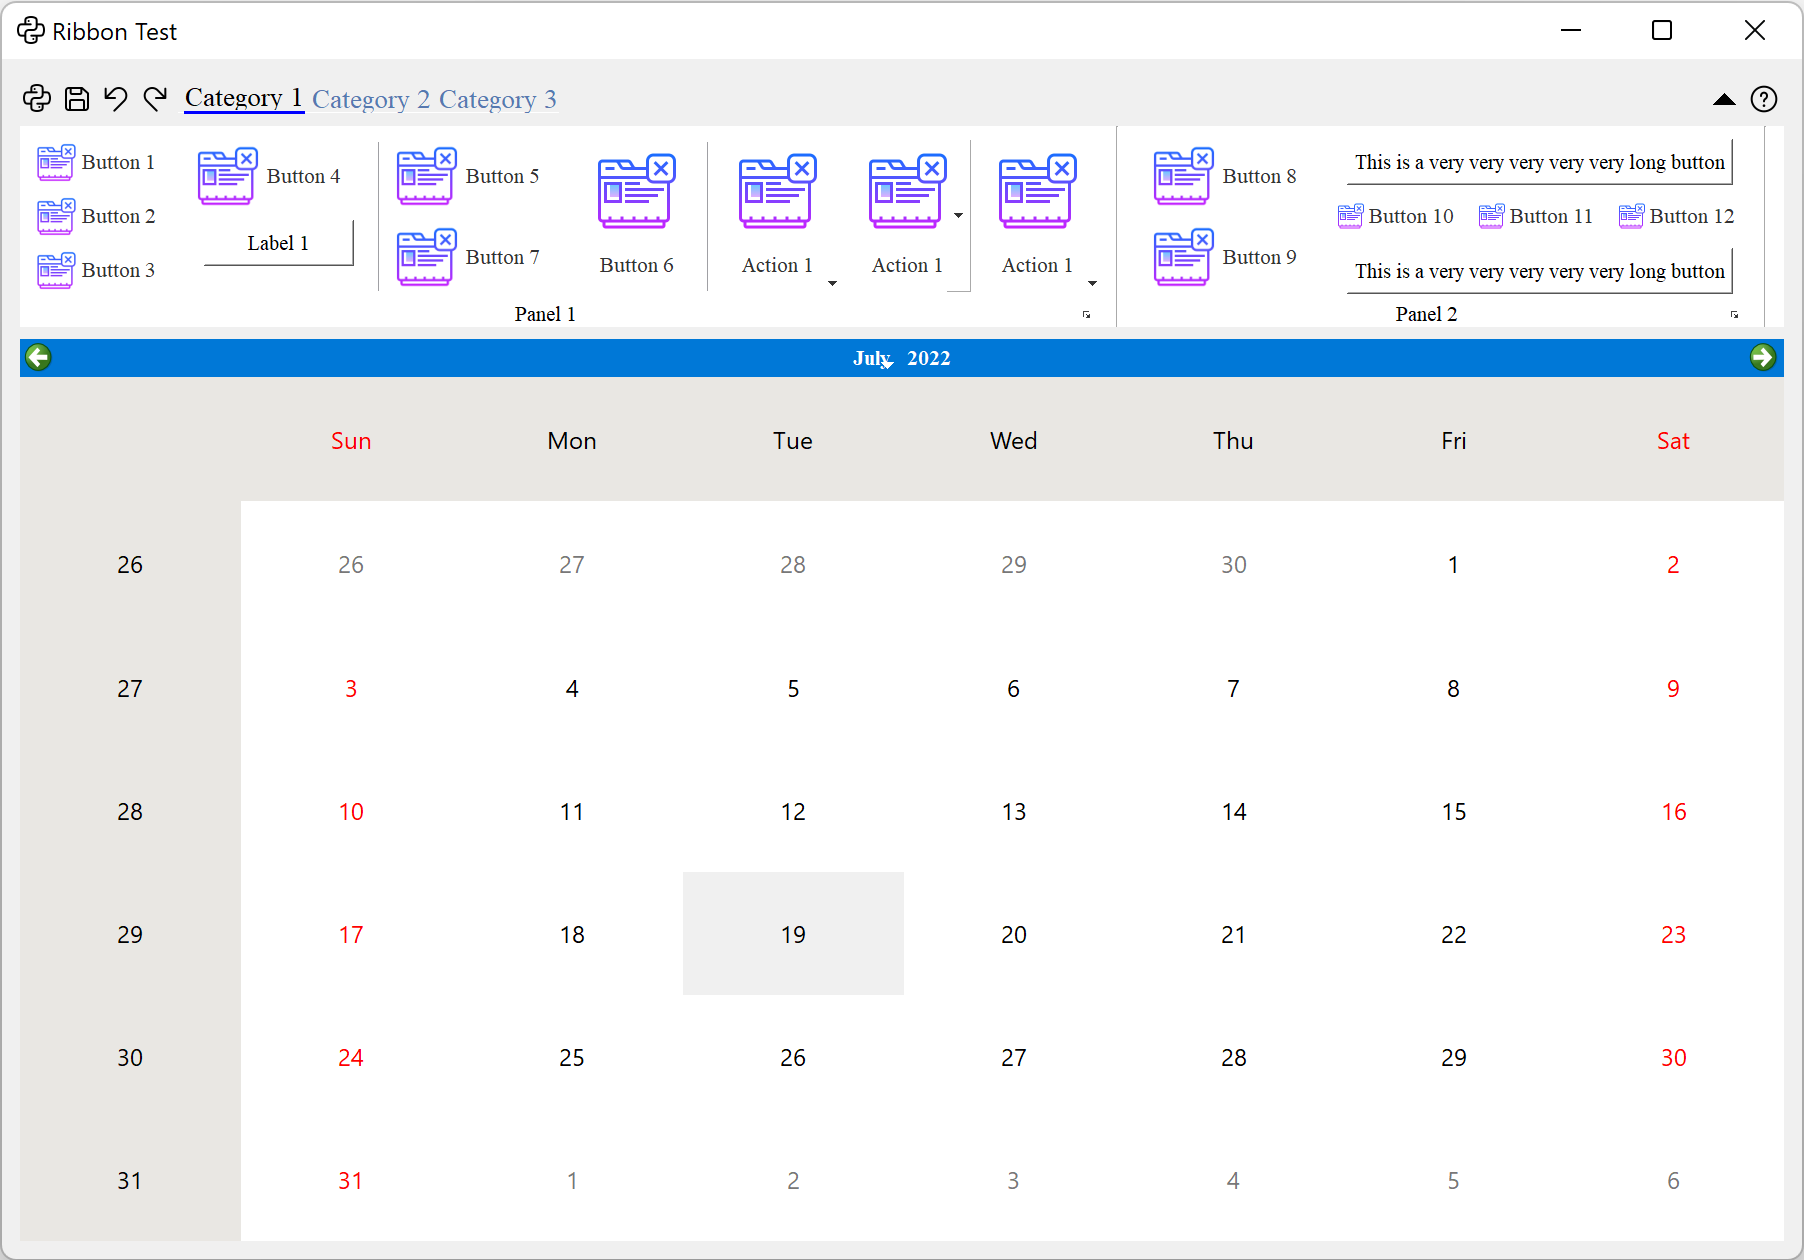 Ribbon Test
Category 1 Category 2 Category 3
Button 1
Button 2
Button 3
Button 4
Label 1
Button 5
Button 7
Button 6
Action 1
Action 1
Action 1
Panel 1
Button 8
Button 9
This is a very very very very very long button
Button 10 Button 11 Button 12
This is a very very very very very long button
Panel 2
July 2022
Sun Mon Tue Wed Thu Fri Sat
26 26 27 28 29 30 1 2
27 3 4 5 6 7 8 9
28 10 11 12 13 14 15 16
29 17 18 19 20 21 22 23
30 24 25 26 27 28 29 30
31 31 1 2 3 4 5 6